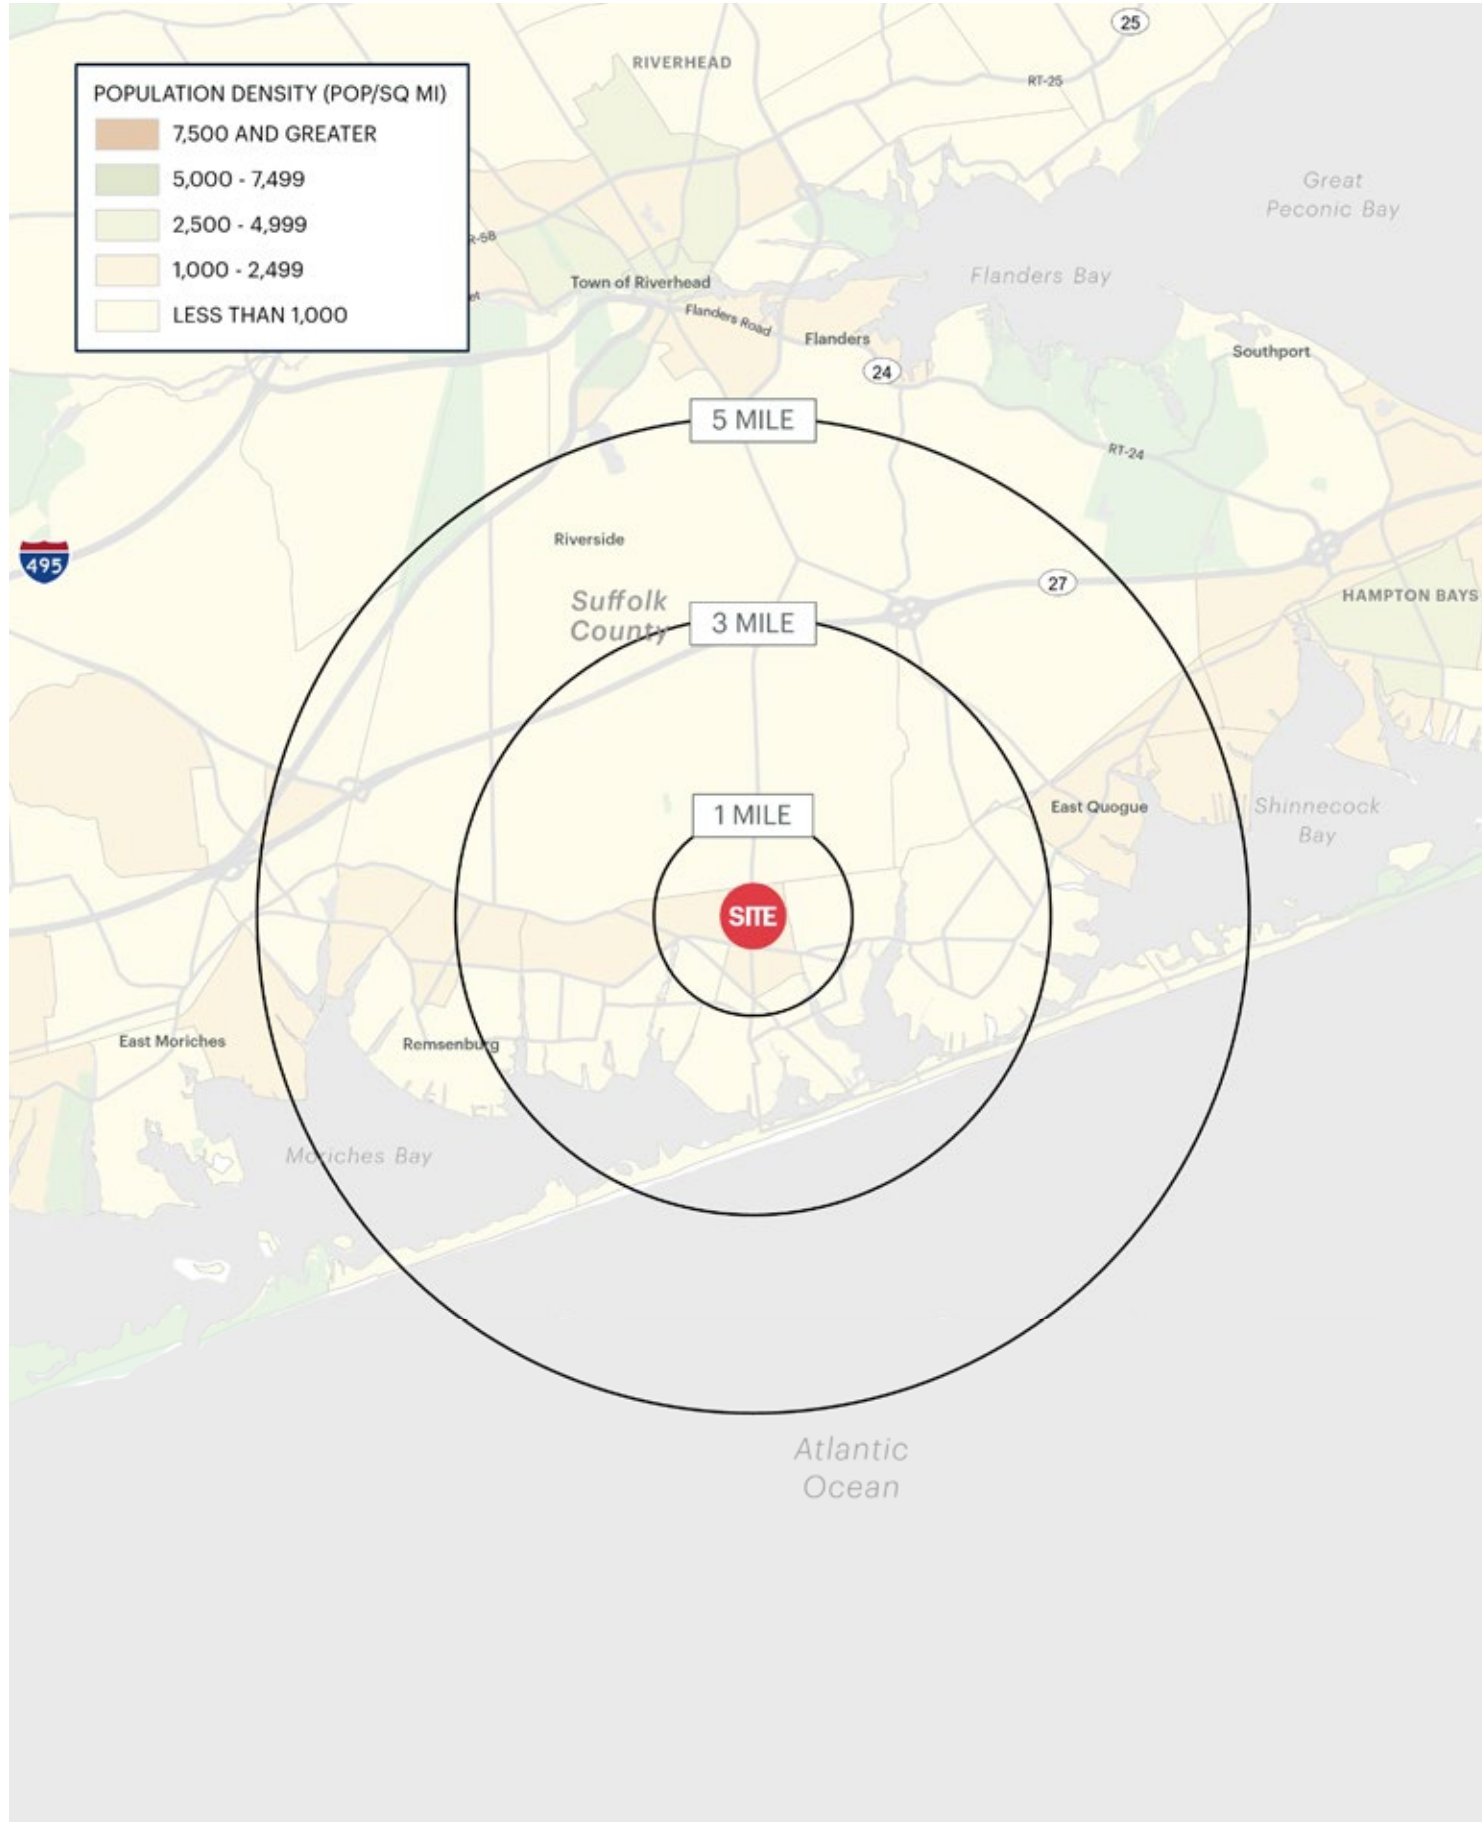 25
RIVERHEAD
RT-25
POPULATION DENSITY (POP/SQ MI)
7,500 AND GREATER
5,000 - 7,499
2,500 - 4,999
1,000 - 2,499
LESS THAN 1,000
Great
Peconic Bay
R-58
Flanders Bay
Town of Riverhead
et
Flanders Road
Flanders
Southport
24
5 MILE
RT-24
Riverside
495
27
HAMPTON BAYS
Suffolk
County
3 MILE
1 MILE
East Quogue
Shinnecock
Bay
SITE
East Moriches
Remsenburg
Moriches Bay
Atlantic
Ocean